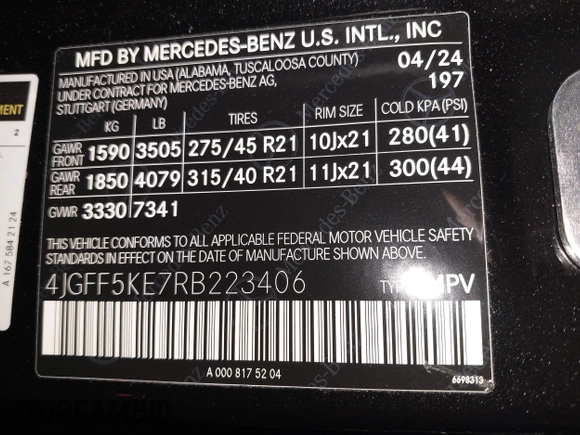 MFD BY MERCEDES-BENZ U.S. INTL., INC
MANUFACTURED IN USA (ALABAMA, TUSCALOOSA COUNTY) 04/24
UNDER CONTRACT FOR MERCEDES-BENZ AG, 197
STUTTGART (GERMANY)
KG LB TIRES RIM SIZE COLD KPA (PSI)
GAWR FRONT 1590 3505 275/45 R21 10Jx21 280(41)
GAWR REAR 1850 4079 315/40 R21 11Jx21 300(44)
GVWR 3330 7341
THIS VEHICLE CONFORMS TO ALL APPLICABLE FEDERAL MOTOR VEHICLE SAFETY
STANDARDS IN EFFECT ON THE DATE OF MANUFACTURE SHOWN ABOVE.
4JGFF5KE7RB223406 MPV
A 000 817 52 04
6698313
2
A 167 584 21 24